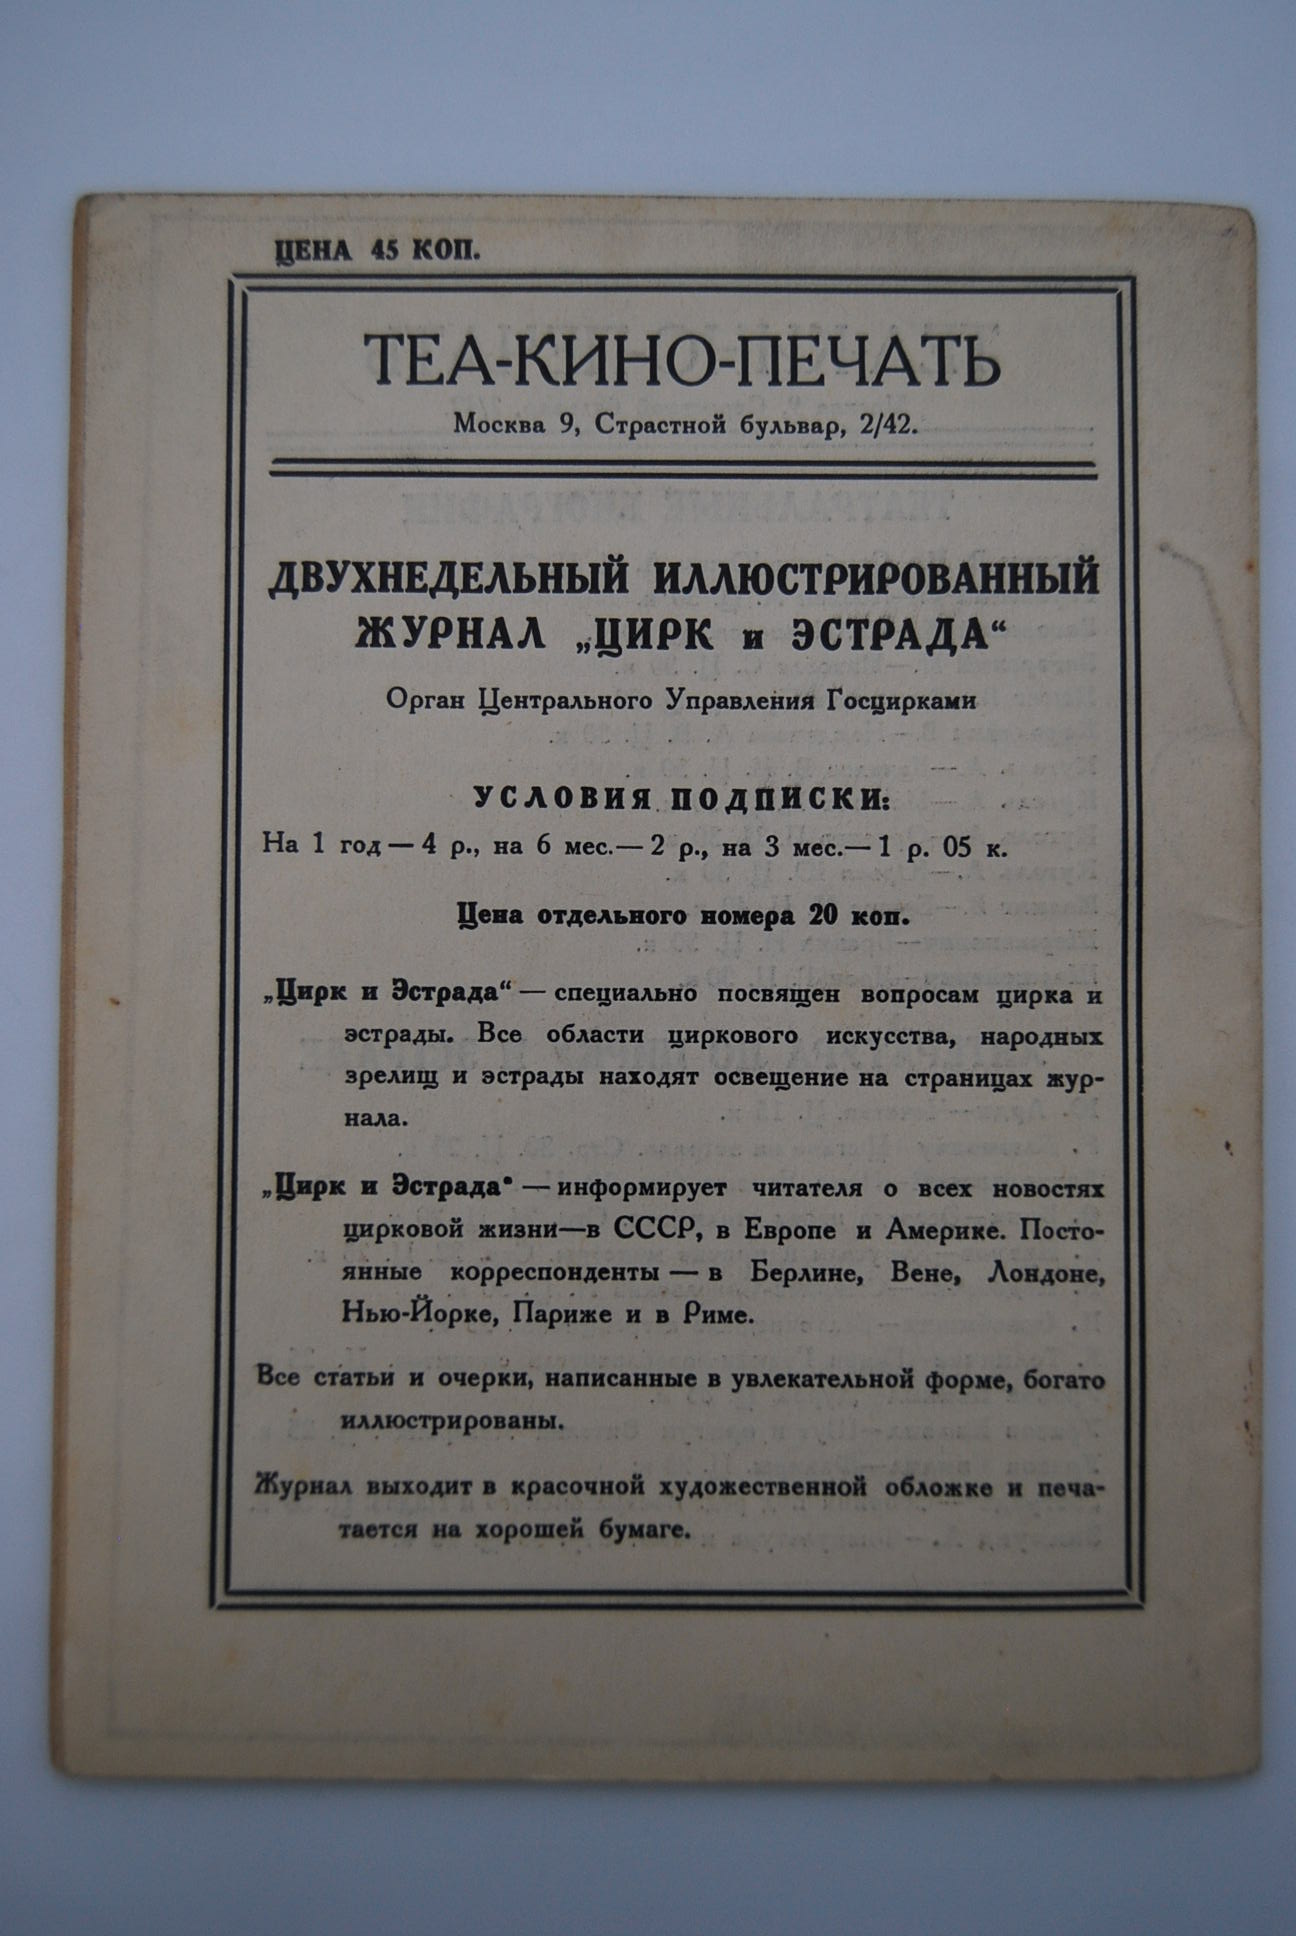 ЦЕНА 45 КОП.
ТЕА-КИНО-ПЕЧАТЬ
Москва 9, Страстной бульвар, 2/42.
ДВУХНЕДЕЛЬНЫЙ ИЛЛЮСТРИРОВАННЫЙ
ЖУРНАЛ „ЦИРК и ЭСТРАДА“
Орган Центрального Управления Госцирками
УСЛОВИЯ ПОДПИСКИ:
На 1 год — 4 р., на 6 мес.— 2 р., на 3 мес.— 1 р. 05 к.
Цена отдельного номера 20 коп.
„Цирк и Эстрада“ — специально посвящен вопросам цирка и
эстрады. Все области циркового искусства, народных
зрелищ и эстрады находят освещение на страницах жур-
нала.
„Цирк и Эстрада“ — информирует читателя о всех новостях
цирковой жизни—в СССР, в Европе и Америке. Посто-
янные корреспонденты — в Берлине, Вене, Лондоне,
Нью-Йорке, Париже и в Риме.
Все статьи и очерки, написанные в увлекательной форме, богато
иллюстрированы.
Журнал выходит в красочной художественной обложке и печа-
тается на хорошей бумаге.